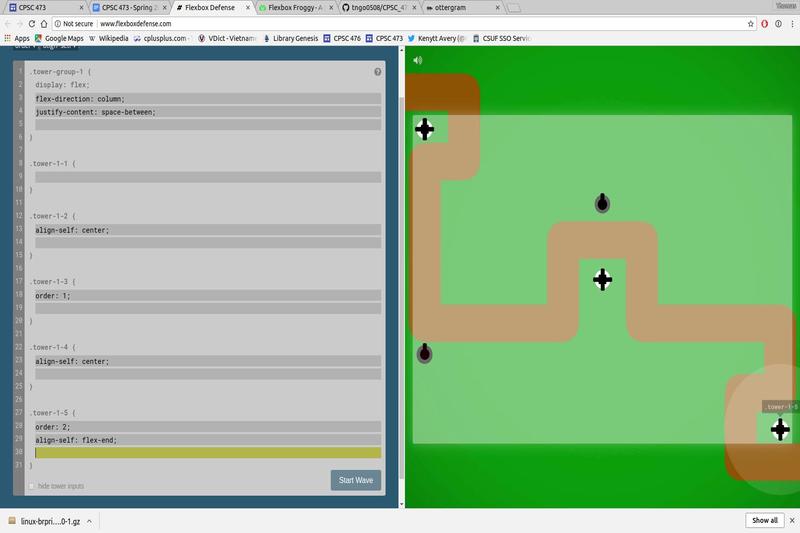 Thomas
CPSC 473
CPSC 473 - Spring 2
Flexbox Defense
Flexbox Froggy - A
tngo0508/CPSC_47
ottergram
Not secure www.flexboxdefense.com
Apps Google Maps W Wikipedia cplusplus.com - VDict - Vietname Library Genesis CPSC 476 CPSC 473 Kenytt Avery (@ CSUF SSO Servic
1 .tower-group-1 {
2 display: flex;
3 flex-direction: column;
4 justify-content: space-between;
5
6 }
7
8 .tower-1-1 {
9
10 }
11
12 .tower-1-2 {
13 align-self: center;
14
15 }
16
17 .tower-1-3 {
18 order: 1;
19
20 }
21
22 .tower-1-4 {
23 align-self: center;
24
25 }
26
27 .tower-1-5 {
28 order: 2;
29 align-self: flex-end;
30
31 }
hide tower inputs
Start Wave
.tower-1-5
linux-brpri....0-1.gz
Show all